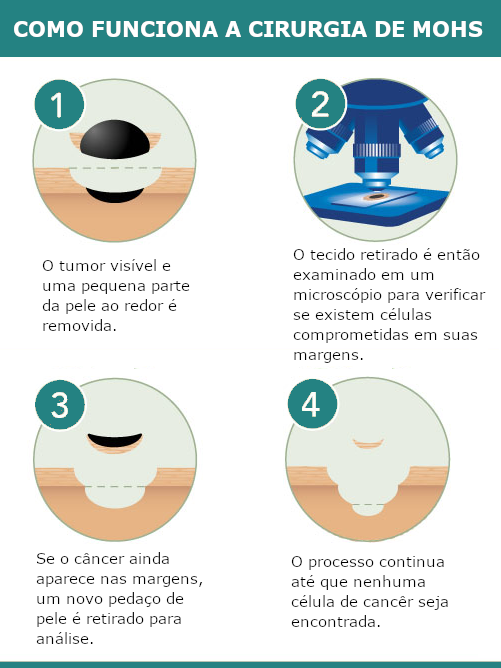 COMO FUNCIONA A CIRURGIA DE MOHS
1
O tumor visível e
uma pequena parte
da pele ao redor é
removida.
2
O tecido retirado é então
examinado em um
microscópio para verificar
se existem células
comprometidas em suas
margens.
3
Se o câncer ainda
aparece nas margens,
um novo pedaço de
pele é retirado para
análise.
4
O processo continua
até que nenhuma
célula de cancêr seja
encontrada.